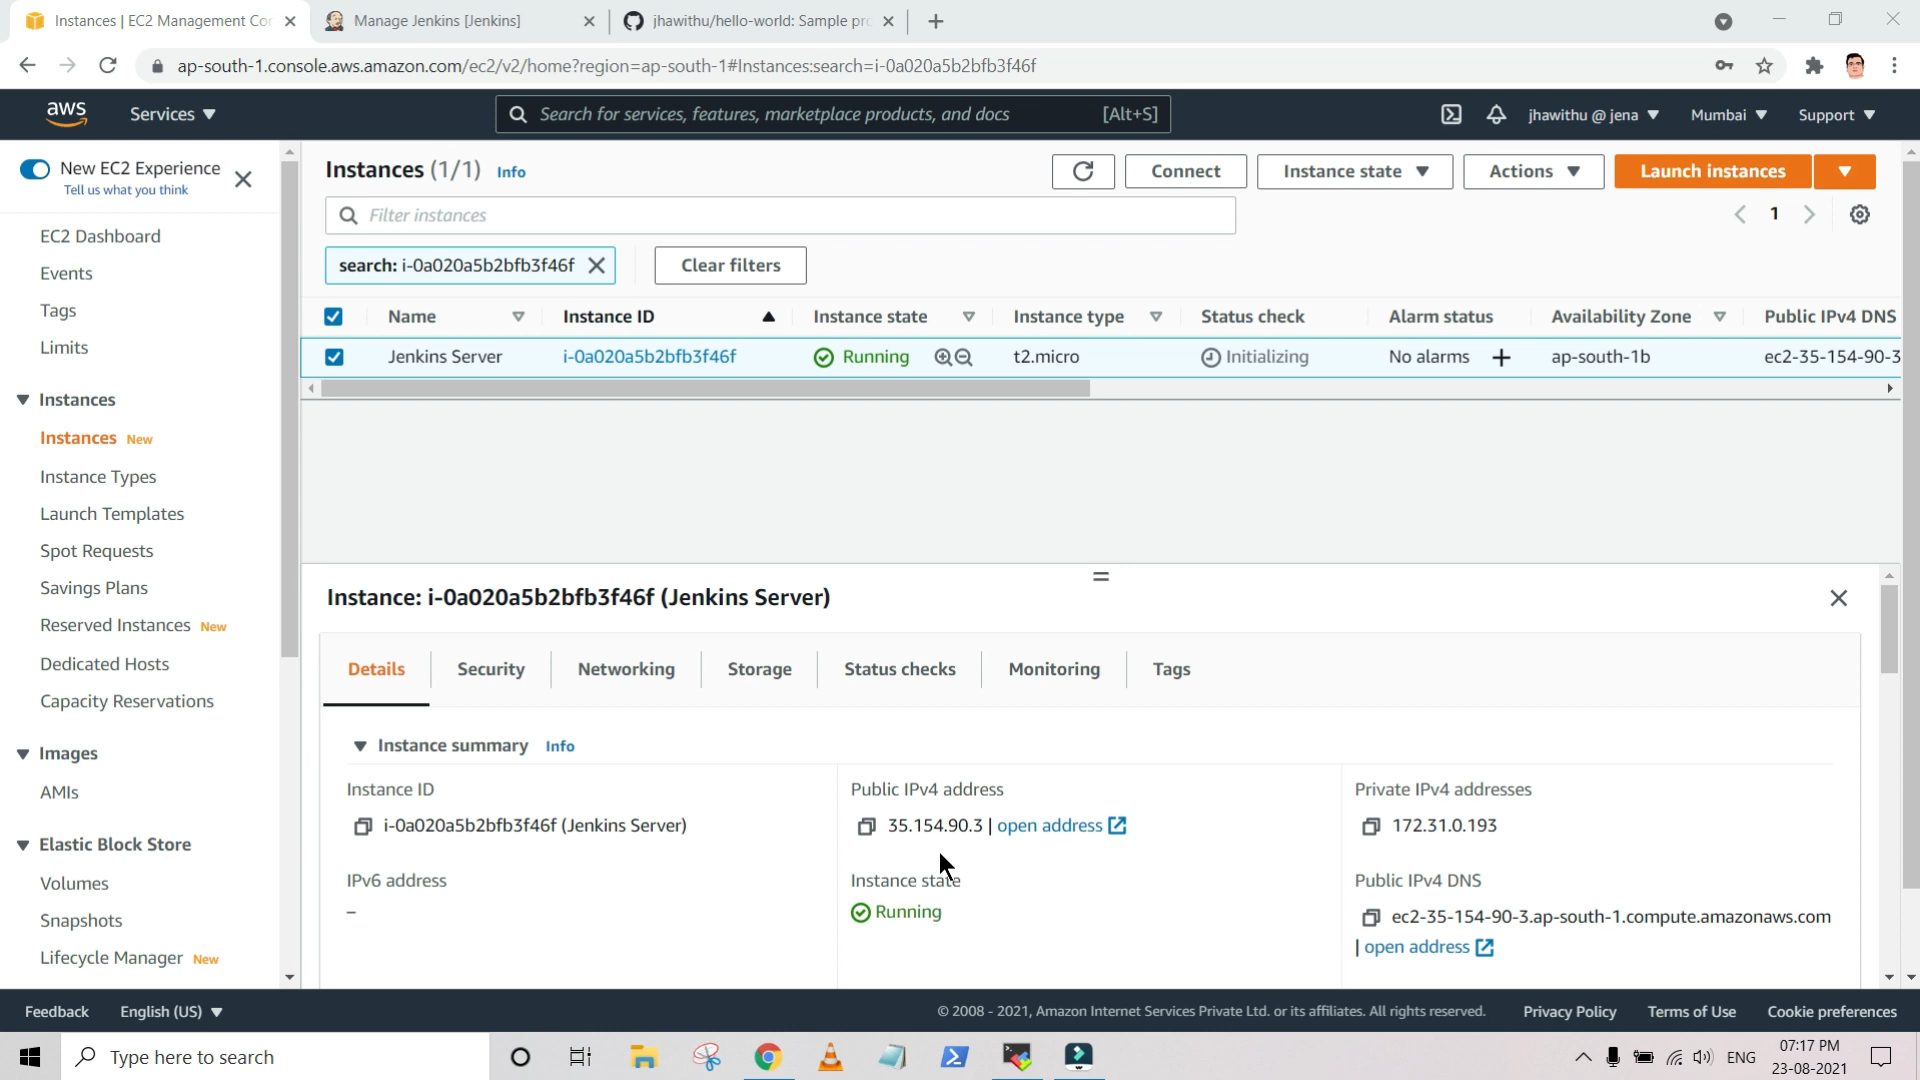 Instances | EC2 Management Con
Manage Jenkins [Jenkins]
jhawithu/hello-world: Sample pro
ap-south-1.console.aws.amazon.com/ec2/v2/home?region=ap-south-1#Instances:search=i-0a020a5b2bfb3f46f
aws
Services
Search for services, features, marketplace products, and docs
[Alt+S]
jhawithu @ jena
Mumbai
Support
New EC2 Experience
Tell us what you think
EC2 Dashboard
Events
Tags
Limits
Instances
Instances New
Instance Types
Launch Templates
Spot Requests
Savings Plans
Reserved Instances New
Dedicated Hosts
Capacity Reservations
Images
AMIs
Elastic Block Store
Volumes
Snapshots
Lifecycle Manager New
Instances (1/1) Info
Connect
Instance state
Actions
Launch instances
Filter instances
1
search: i-0a020a5b2bfb3f46f
Clear filters
Name
Instance ID
Instance state
Instance type
Status check
Alarm status
Availability Zone
Public IPv4 DNS
Jenkins Server
i-0a020a5b2bfb3f46f
Running
t2.micro
Initializing
No alarms +
ap-south-1b
ec2-35-154-90-3
Instance: i-0a020a5b2bfb3f46f (Jenkins Server)
Details
Security
Networking
Storage
Status checks
Monitoring
Tags
Instance summary Info
Instance ID
i-0a020a5b2bfb3f46f (Jenkins Server)
Public IPv4 address
35.154.90.3 | open address
Private IPv4 addresses
172.31.0.193
IPv6 address
–
Instance state
Running
Public IPv4 DNS
ec2-35-154-90-3.ap-south-1.compute.amazonaws.com
| open address
Feedback
English (US)
© 2008 - 2021, Amazon Internet Services Private Ltd. or its affiliates. All rights reserved.
Privacy Policy
Terms of Use
Cookie preferences
Type here to search
ENG
07:17 PM
23-08-2021